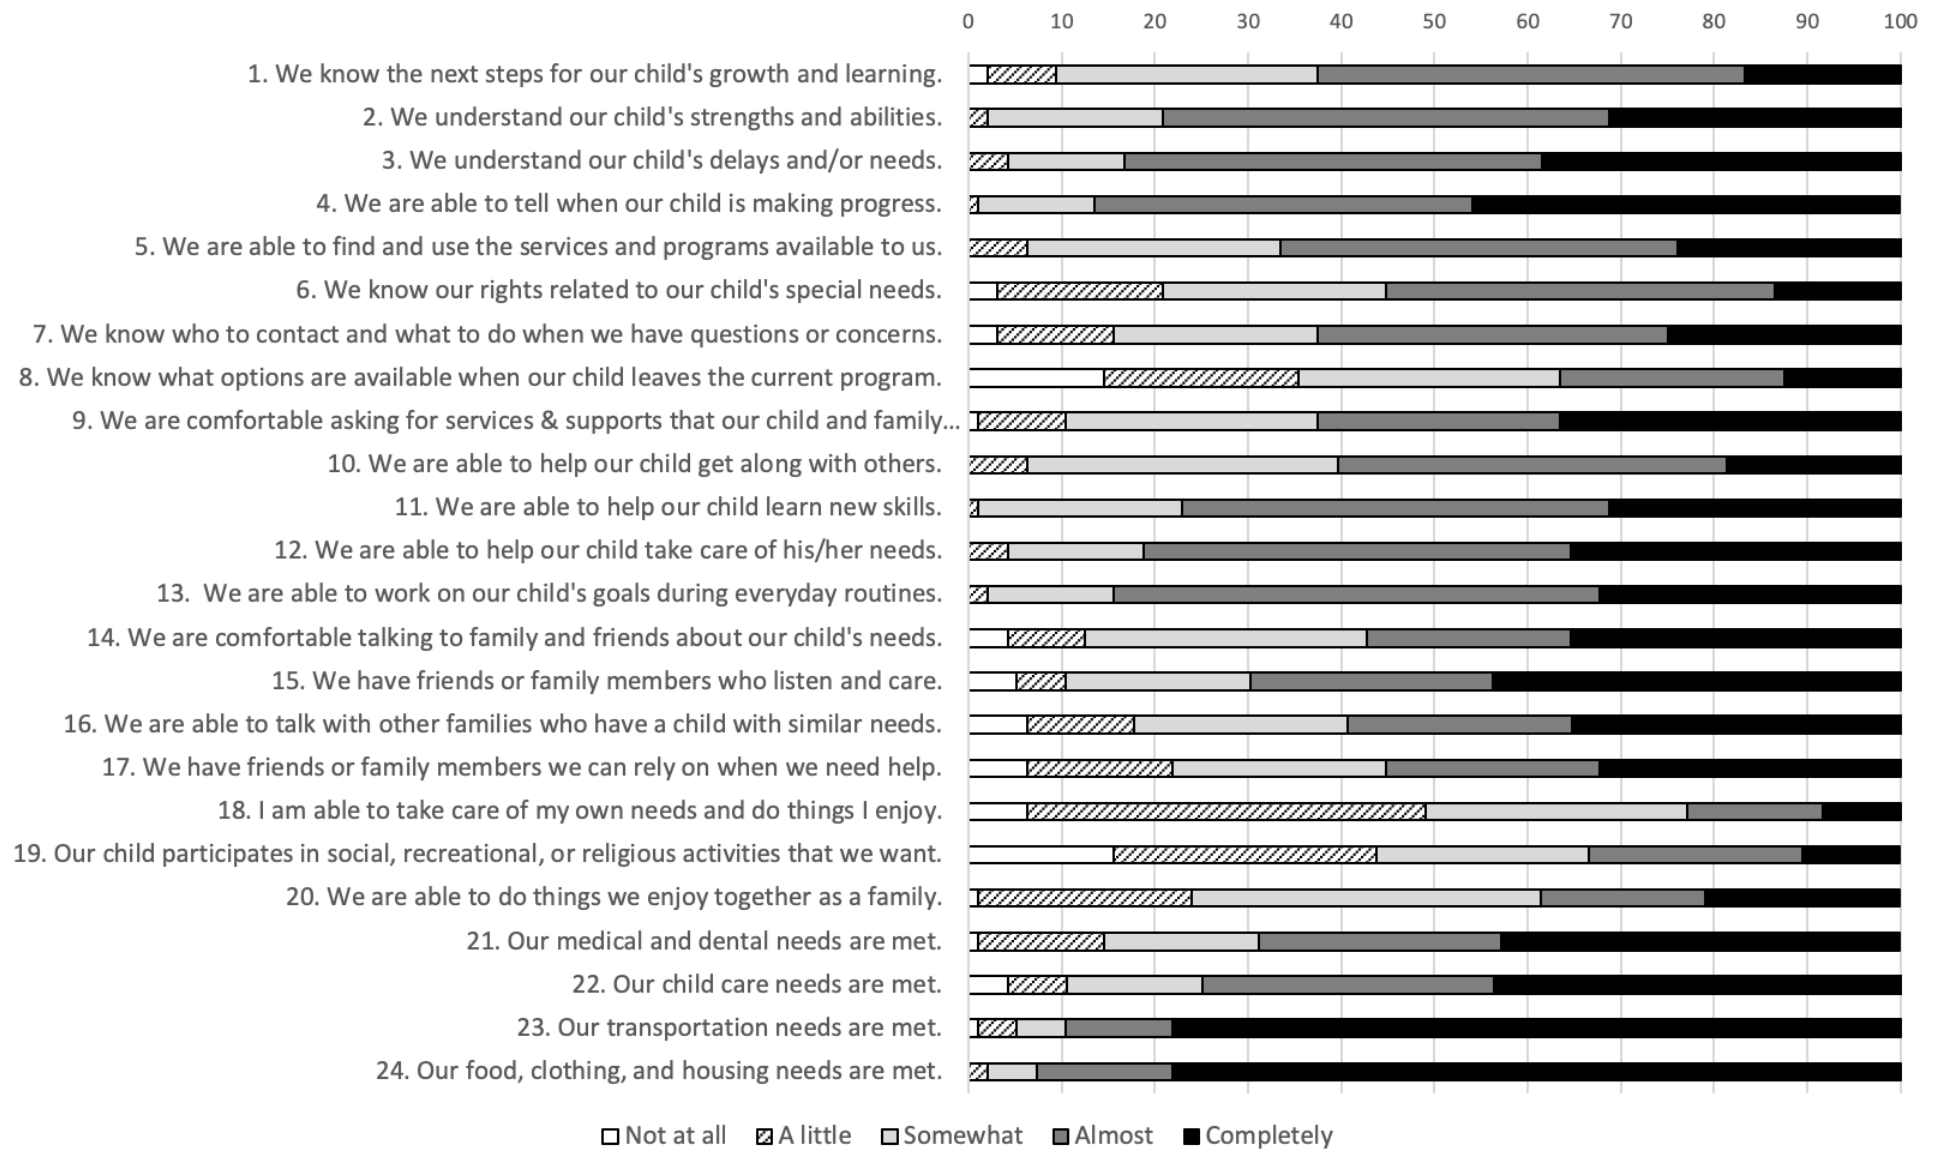 0 10 20 30 40 50 60 70 80 90 100
1. We know the next steps for our child's growth and learning.
2. We understand our child's strengths and abilities.
3. We understand our child's delays and/or needs.
4. We are able to tell when our child is making progress.
5. We are able to find and use the services and programs available to us.
6. We know our rights related to our child's special needs.
7. We know who to contact and what to do when we have questions or concerns.
8. We know what options are available when our child leaves the current program.
9. We are comfortable asking for services & supports that our child and family...
10. We are able to help our child get along with others.
11. We are able to help our child learn new skills.
12. We are able to help our child take care of his/her needs.
13.  We are able to work on our child's goals during everyday routines.
14. We are comfortable talking to family and friends about our child's needs.
15. We have friends or family members who listen and care.
16. We are able to talk with other families who have a child with similar needs.
17. We have friends or family members we can rely on when we need help.
18. I am able to take care of my own needs and do things I enjoy.
19. Our child participates in social, recreational, or religious activities that we want.
20. We are able to do things we enjoy together as a family.
21. Our medical and dental needs are met.
22. Our child care needs are met.
23. Our transportation needs are met.
24. Our food, clothing, and housing needs are met.
Not at all A little Somewhat Almost Completely